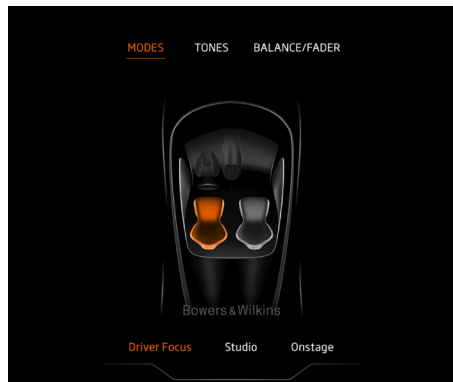 MODES TONES BALANCE/FADER
Bowers & Wilkins
Driver Focus Studio Onstage